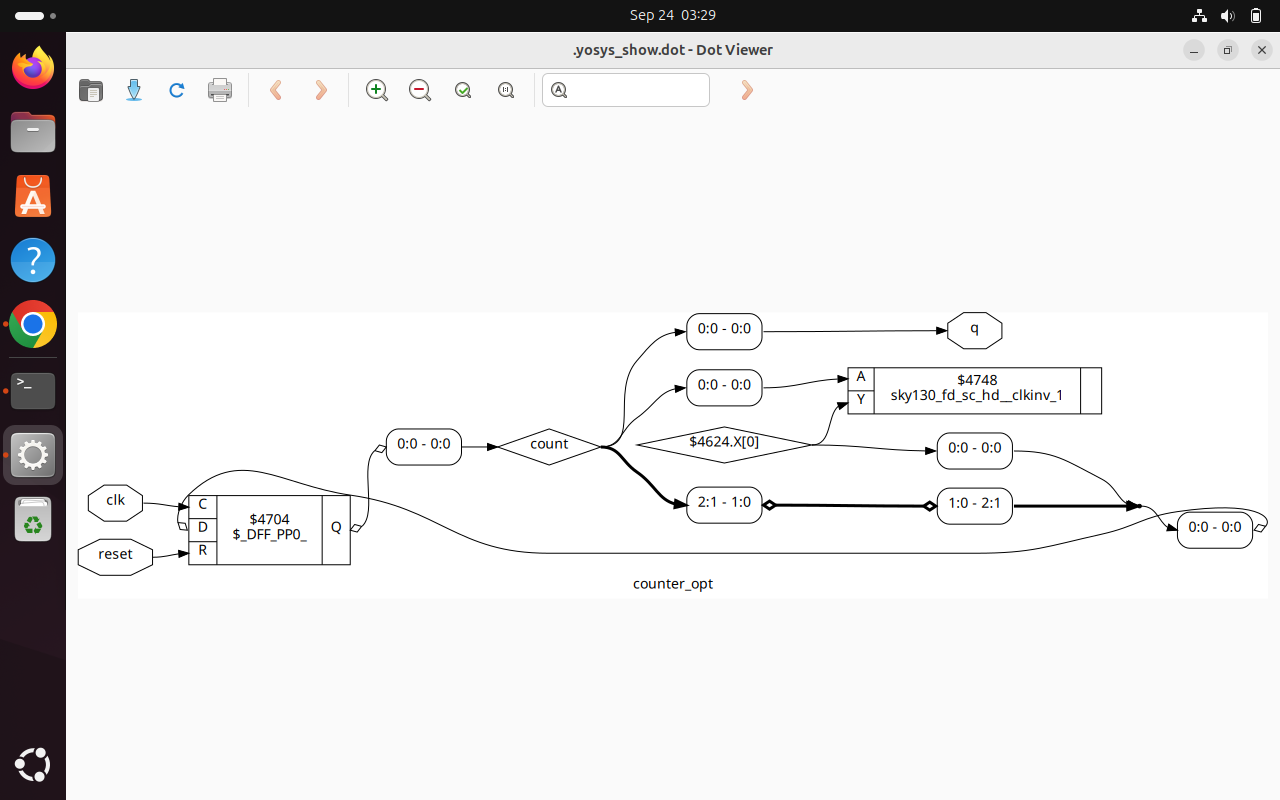 Sep 24 03:29
.yosys_show.dot - Dot Viewer
0:0 - 0:0
q
0:0 - 0:0
A
Y
$4748
sky130_fd_sc_hd__clkinv_1
0:0 - 0:0
count
$4624.X[0]
0:0 - 0:0
clk
C
D
R
$4704
$_DFF_PP0_
Q
2:1 - 1:0
1:0 - 2:1
0:0 - 0:0
reset
counter_opt